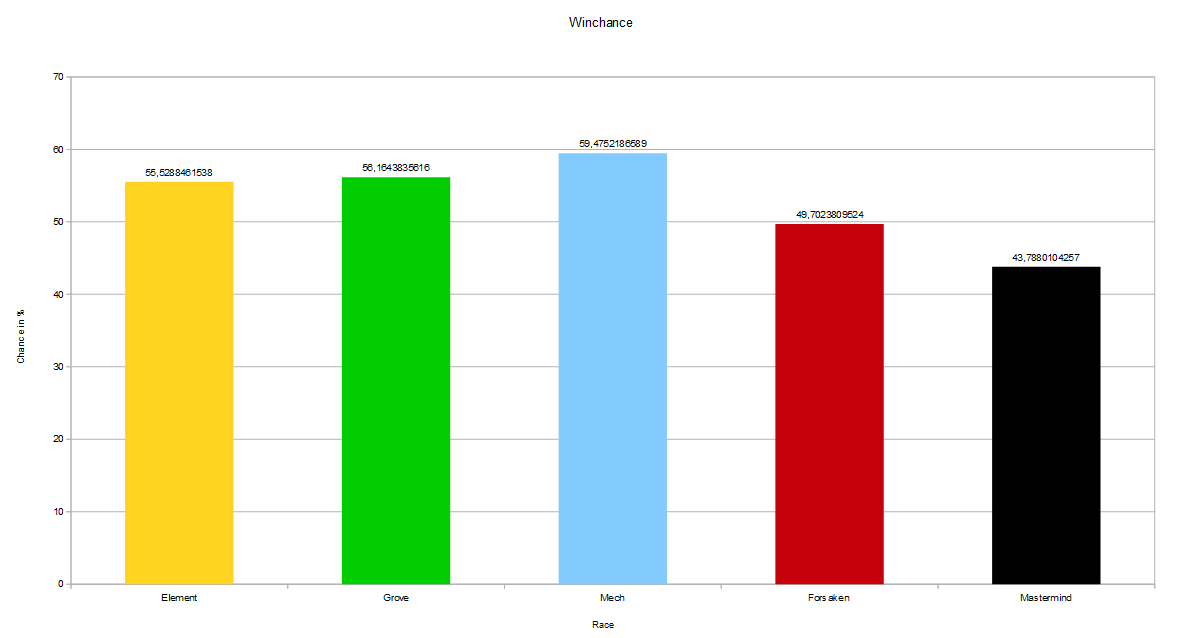 Winchance
70
60
50
40
30
20
10
0
Chance in %
55,5288461538
56,1643835616
59,4752186589
49,7023809524
43,7880104257
Element
Grove
Mech
Forsaken
Mastermind
Race